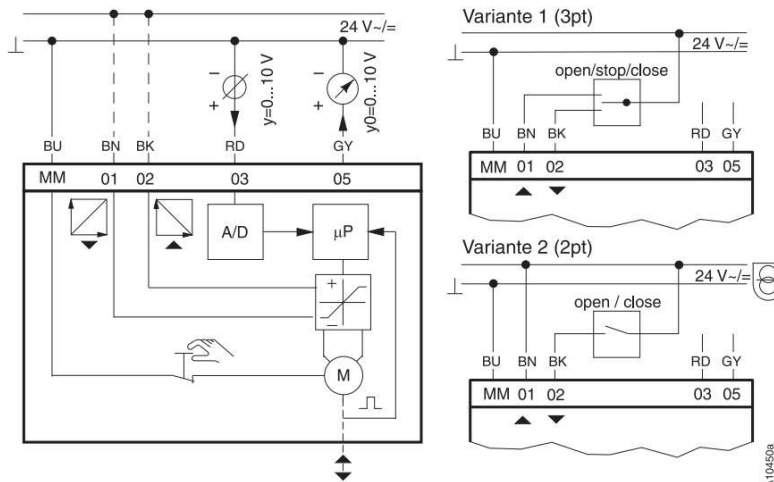 24 V~/=
⊥
− −
+ +
y=0...10 V
y0=0...10 V
BU BN BK RD GY
MM 01 02 03 05
A/D µP
+
−
M
Variante 1 (3pt)
24 V~/=
⊥
open/stop/close
BU BN BK RD GY
MM 01 02 03 05
Variante 2 (2pt)
24 V~/=
⊥
open / close
BU BN BK RD GY
MM 01 02 03 05